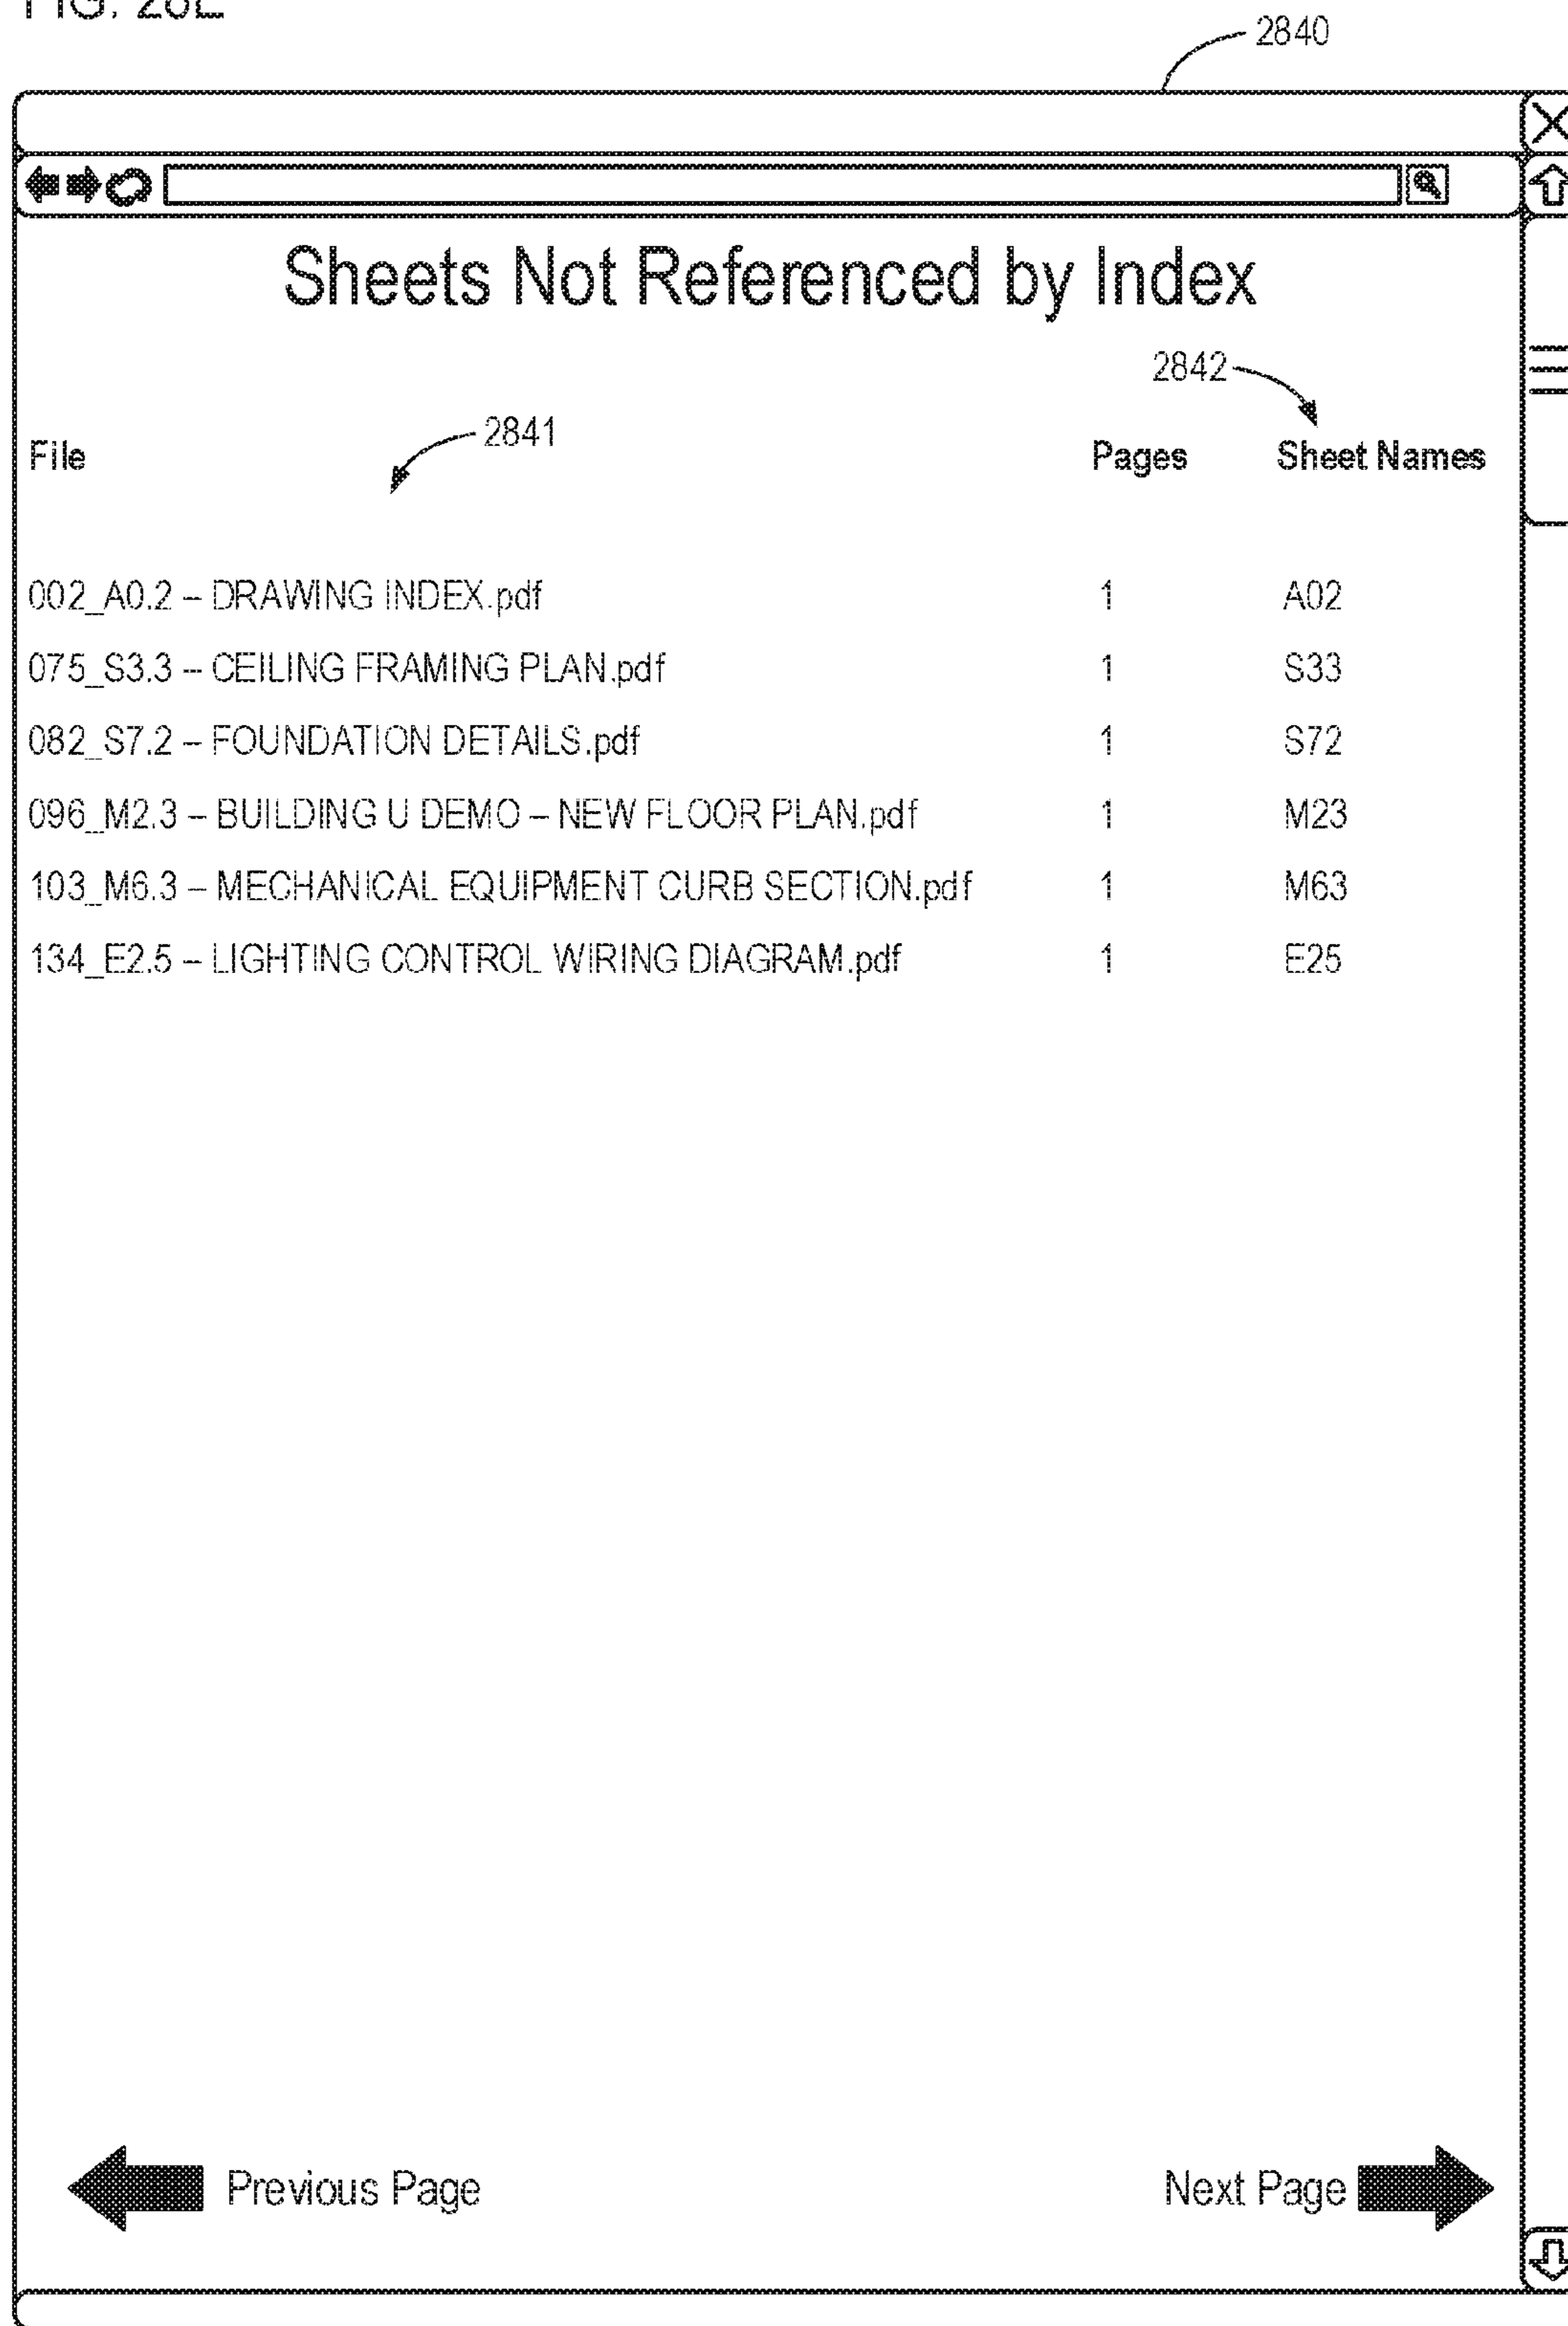 FIG. 28E
2840
Sheets Not Referenced by Index
2842
2841
File Pages Sheet Names
002_A0.2 – DRAWING INDEX.pdf 1 A02
075_S3.3 – CEILING FRAMING PLAN.pdf 1 S33
082_S7.2 – FOUNDATION DETAILS.pdf 1 S72
096_M2.3 – BUILDING U DEMO – NEW FLOOR PLAN.pdf 1 M23
103_M6.3 – MECHANICAL EQUIPMENT CURB SECTION.pdf 1 M63
134_E2.5 – LIGHTING CONTROL WIRING DIAGRAM.pdf 1 E25
Previous Page Next Page